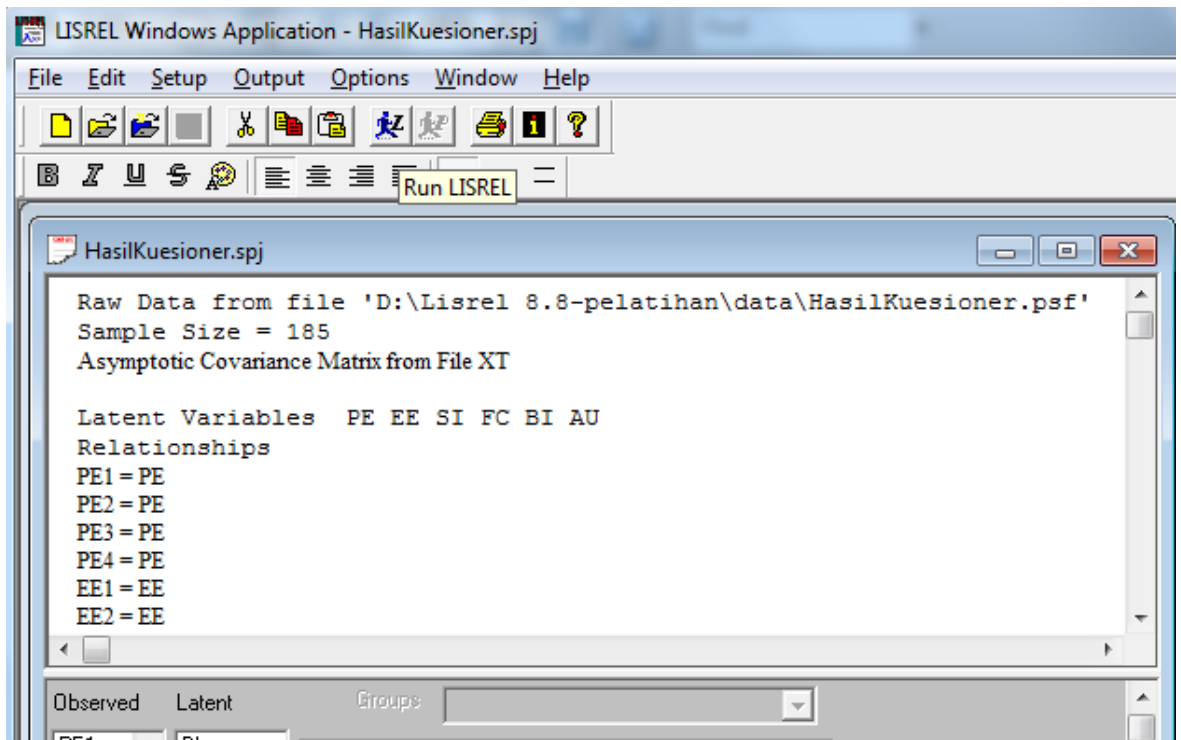 LISREL Windows Application - HasilKuesioner.spj
File Edit Setup Output Options Window Help
B I U S
Run LISREL
HasilKuesioner.spj
Raw Data from file 'D:\Lisrel 8.8-pelatihan\data\HasilKuesioner.psf'
Sample Size = 185
Asymptotic Covariance Matrix from File XT
Latent Variables PE EE SI FC BI AU
Relationships
PE1 = PE
PE2 = PE
PE3 = PE
PE4 = PE
EE1 = EE
EE2 = EE
Observed Latent Groups